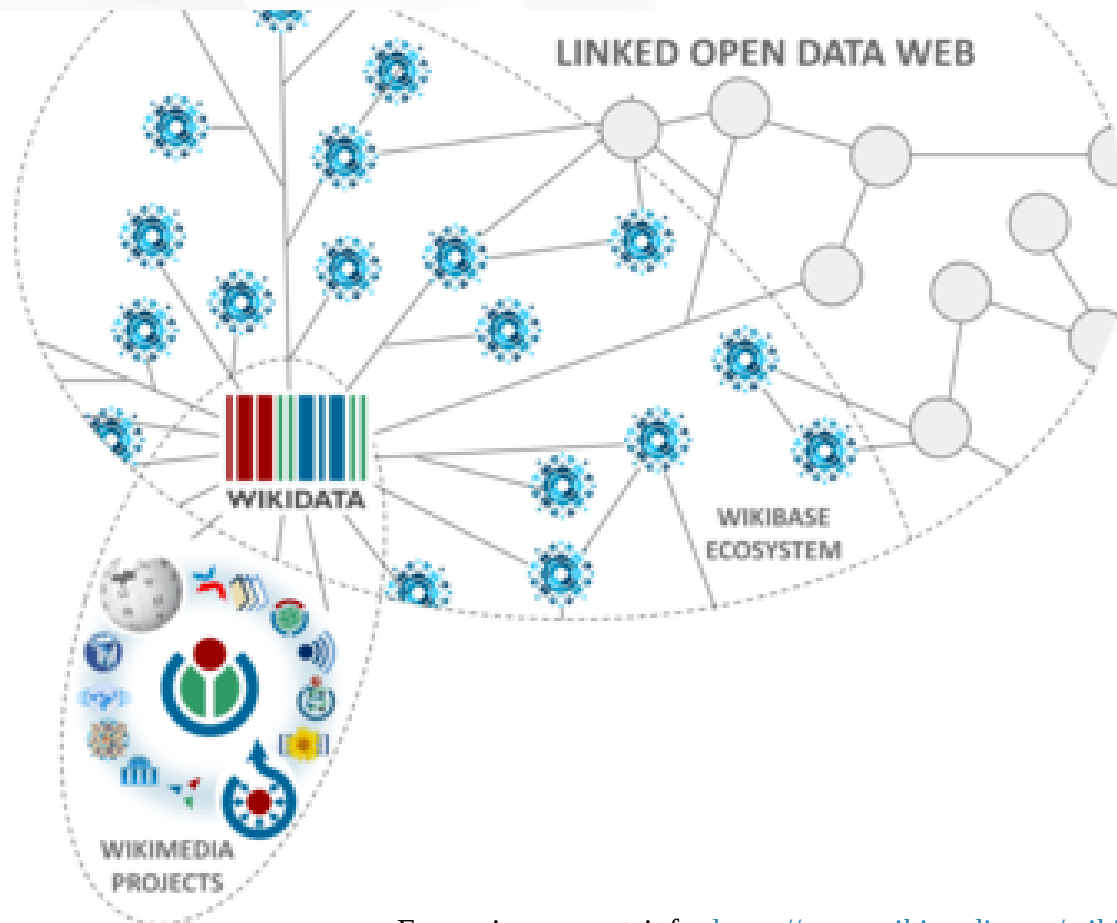 LINKED OPEN DATA WEB
WIKIDATA
WIKIBASE
ECOSYSTEM
WIKIMEDIA
PROJECTS